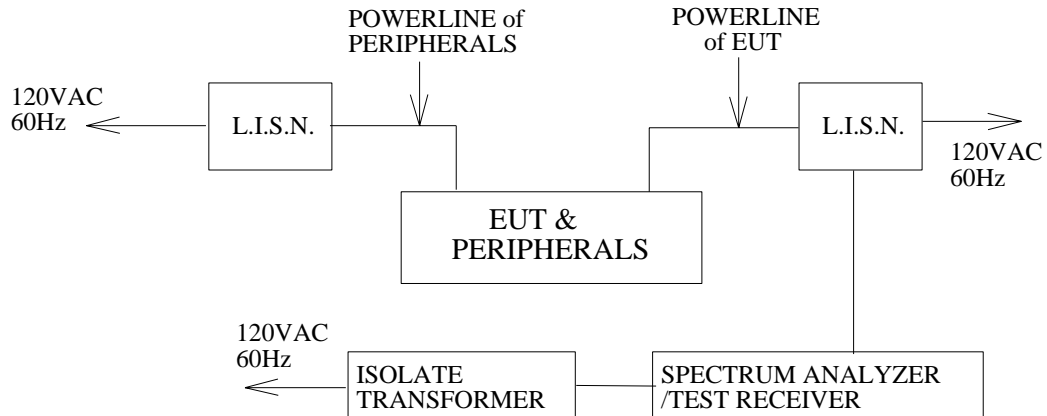 POWERLINE of
PERIPHERALS
POWERLINE
of EUT
120VAC
60Hz
L.I.S.N.
L.I.S.N.
120VAC
60Hz
EUT &
PERIPHERALS
120VAC
60Hz
ISOLATE
TRANSFORMER
SPECTRUM ANALYZER
/TEST RECEIVER